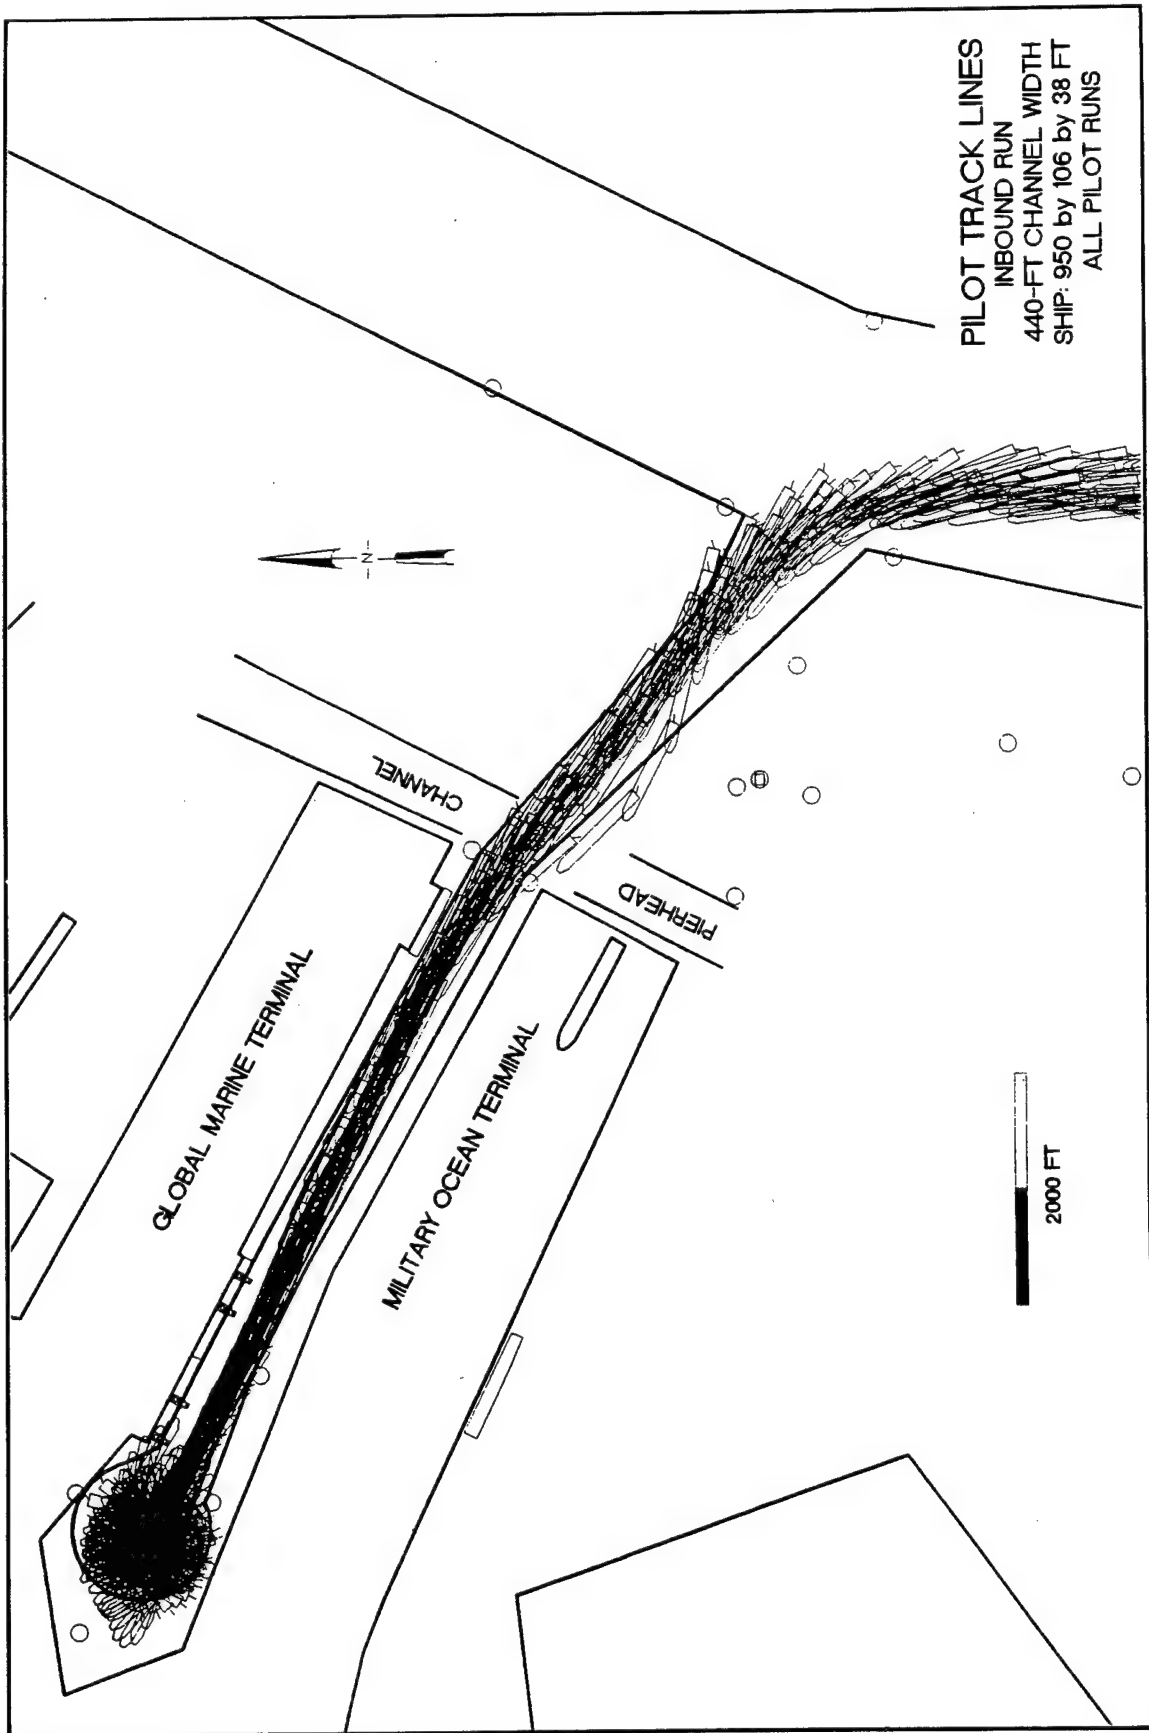 PILOT TRACK LINES
INBOUND RUN
440-FT CHANNEL WIDTH
SHIP: 950 by 106 by 38 FT
ALL PILOT RUNS
N
CHANNEL
PIERHEAD
GLOBAL MARINE TERMINAL
MILITARY OCEAN TERMINAL
2000 FT